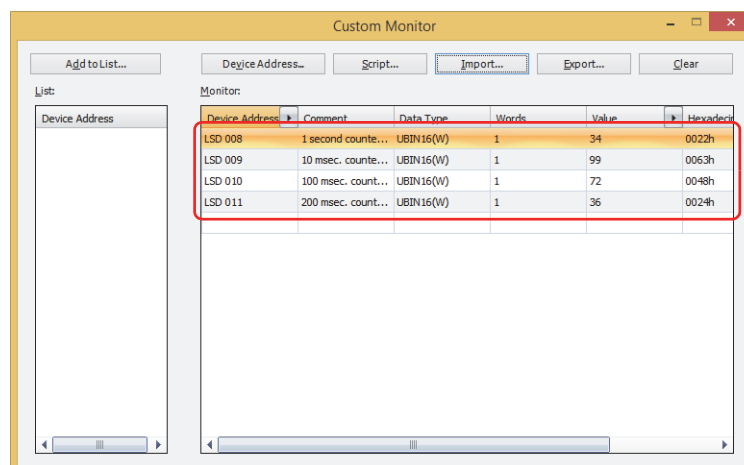 Custom Monitor
Add to List... Device Address... Script... Import... Export... Clear
List: Monitor:
Device Address Device Address Comment Data Type Words Value Hexadecin
LSD 008 1 second counte... UBIN16(W) 1 34 0022h
LSD 009 10 msec. counte... UBIN16(W) 1 99 0063h
LSD 010 100 msec. count... UBIN16(W) 1 72 0048h
LSD 011 200 msec. count... UBIN16(W) 1 36 0024h